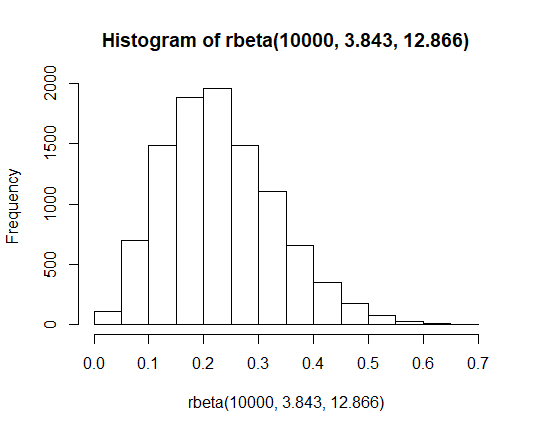 Histogram of rbeta(10000, 3.843, 12.866)
Frequency
2000
1500
1000
500
0
0.0 0.1 0.2 0.3 0.4 0.5 0.6 0.7
rbeta(10000, 3.843, 12.866)